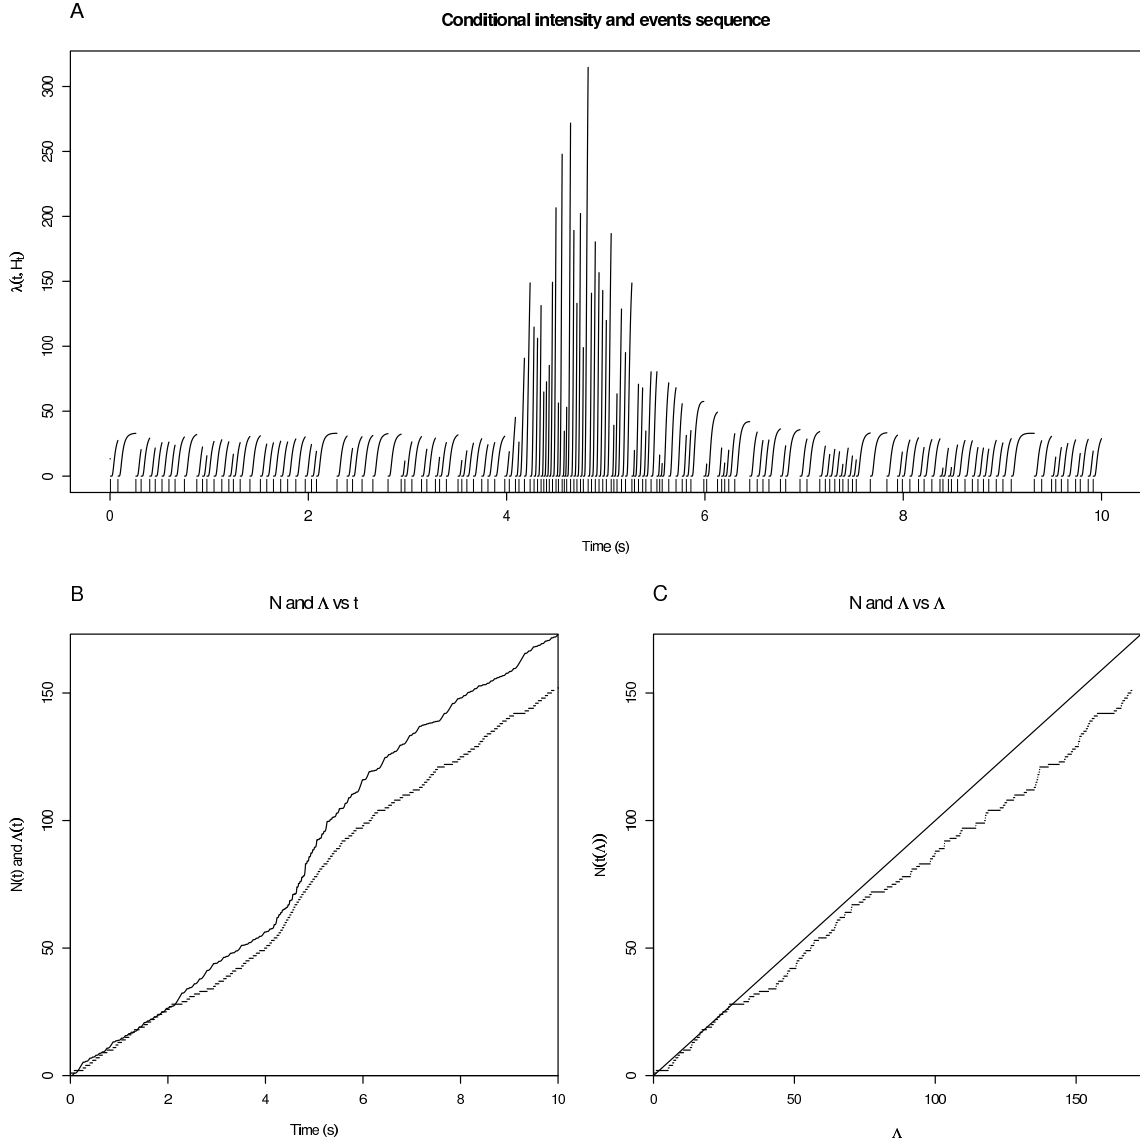 A
Conditional intensity and events sequence
λ(t, Ht)
300
250
200
150
100
50
0
0 2 4 6 8 10
Time (s)
B
N and Λ vs t
N(t) and Λ(t)
150
100
50
0
0 2 4 6 8 10
Time (s)
C
N and Λ vs Λ
N(t(Λ))
150
100
50
0
0 50 100 150
Λ